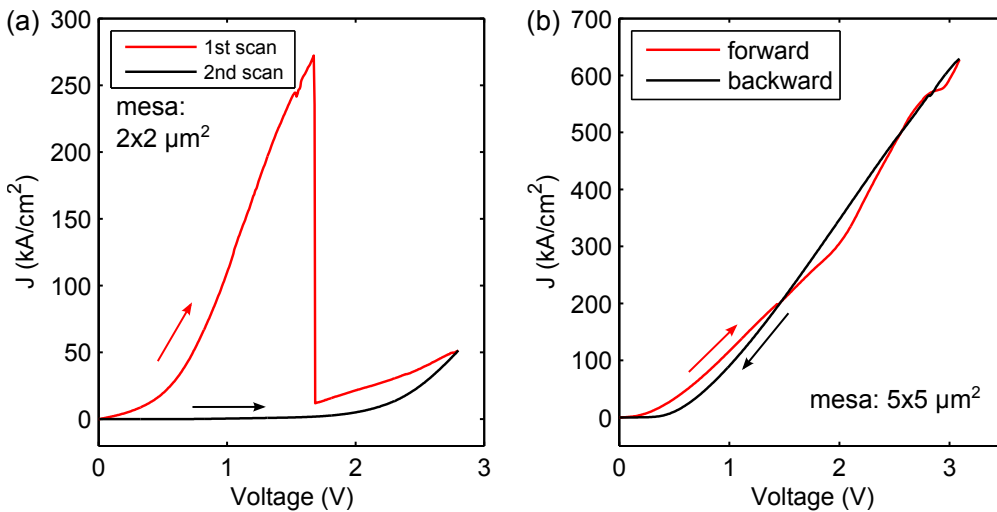 (a)
300
250
200
150
100
50
0
J (kA/cm²)
1st scan
2nd scan
mesa:
2x2 µm²
0 1 2 3
Voltage (V)
(b)
700
600
500
400
300
200
100
0
-50
J (kA/cm²)
forward
backward
mesa: 5x5 µm²
0 1 2 3
Voltage (V)